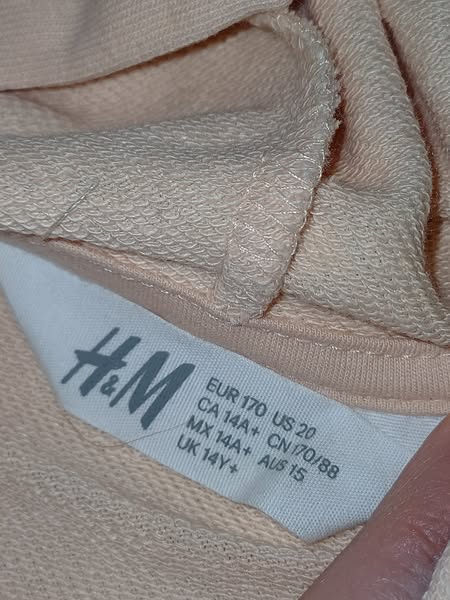 H&M
EUR 170 US 20
CA 14A+ CN 170/88
MX 14A+ AUS 15
UK 14Y+